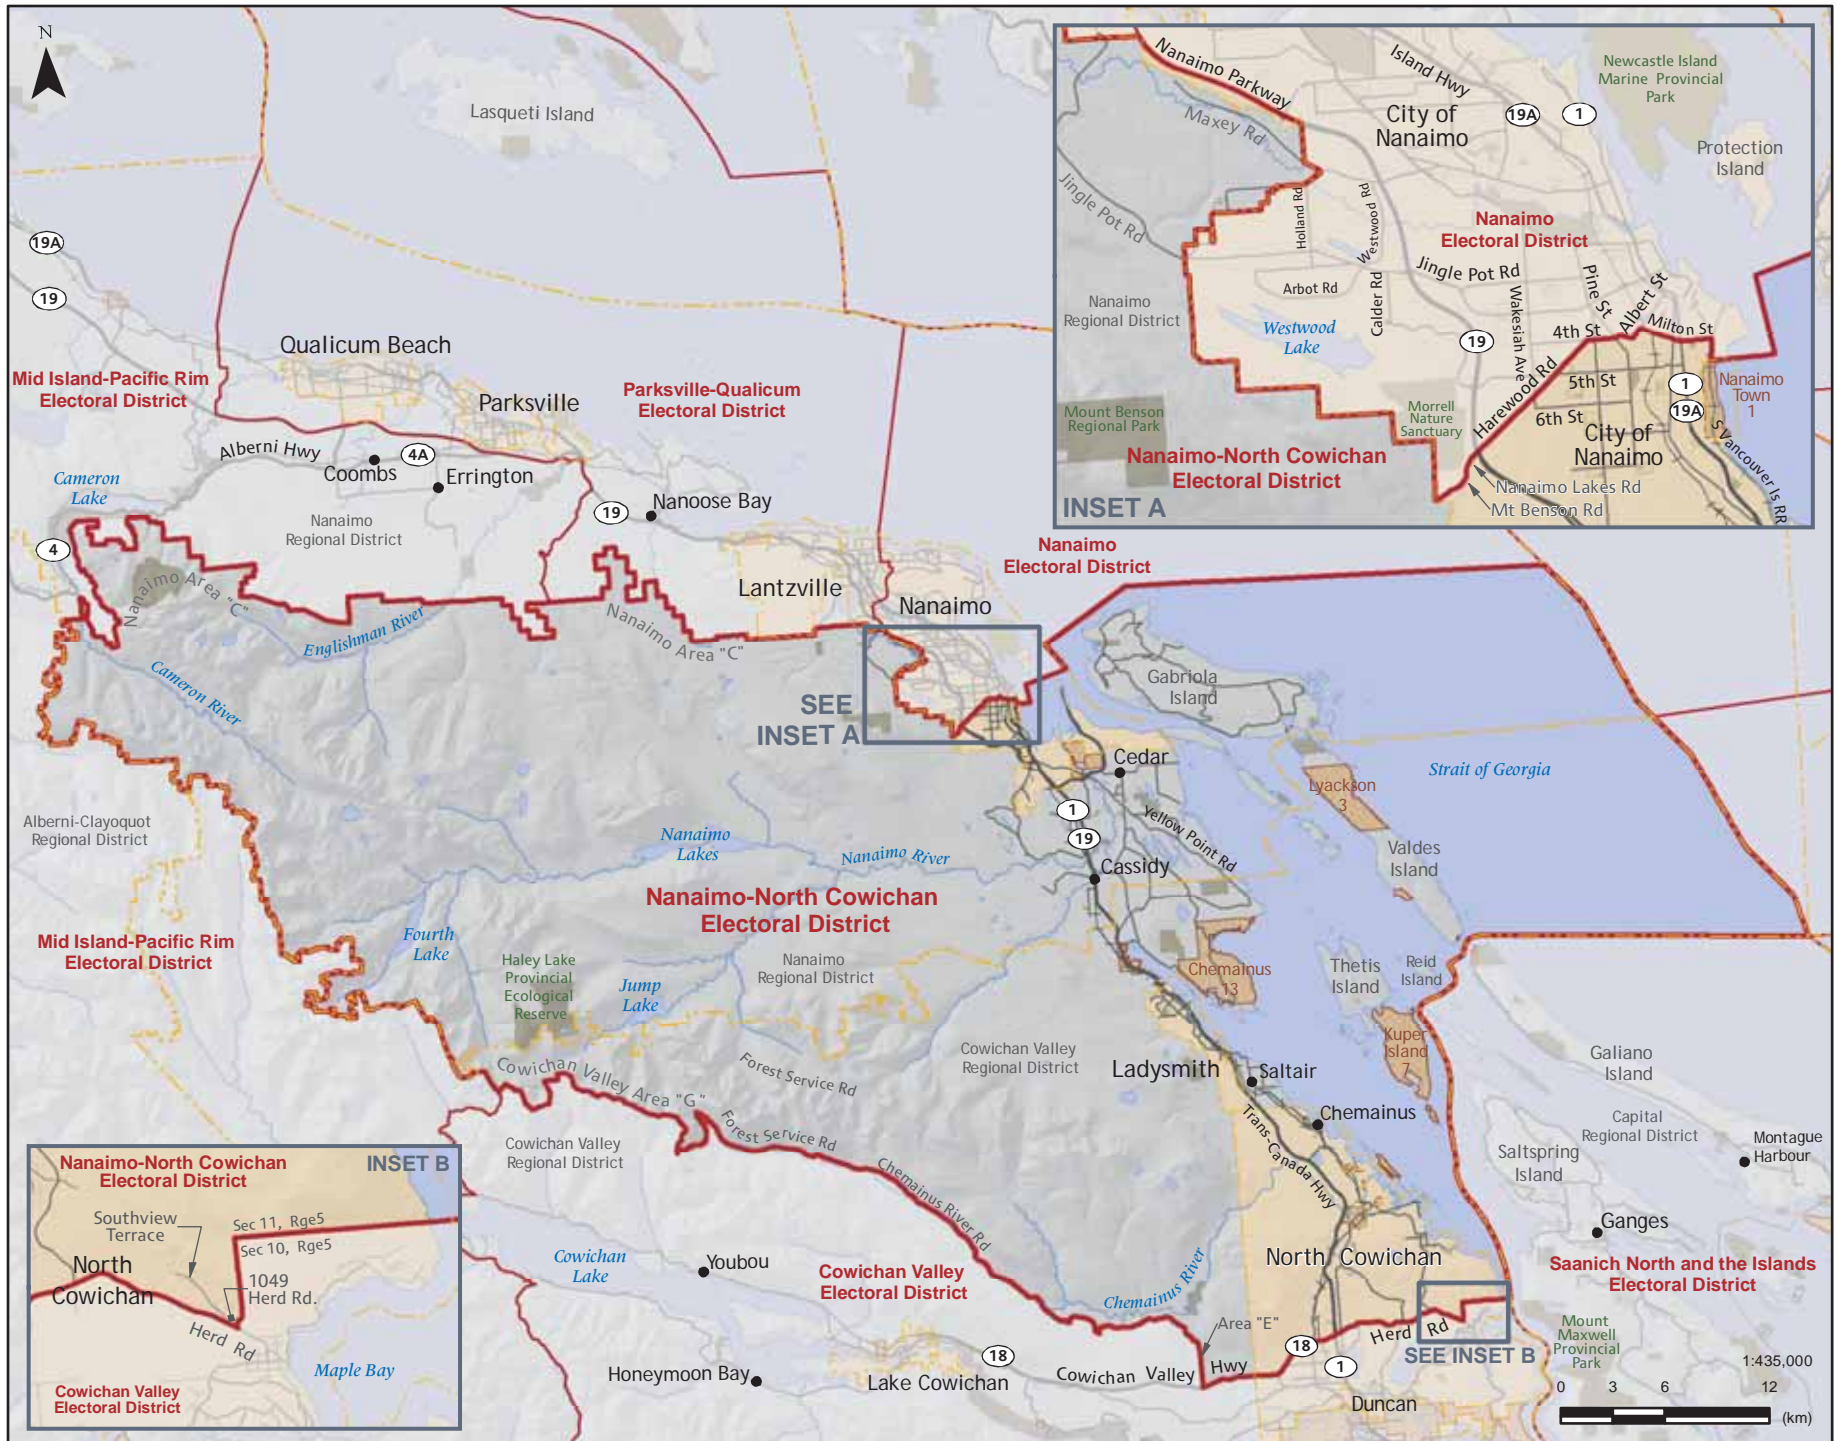 N
Lasqueti Island
19A
19
Qualicum Beach
Mid Island-Pacific Rim
Electoral District
Parksville
Parksville-Qualicum
Electoral District
Alberni Hwy
4A
Coombs
Errington
Cameron
Lake
Nanaimo
Regional District
19
Nanoose Bay
4
Nanaimo Area "C"
Englishman River
Nanaimo Area "C"
Lantzville
Nanaimo
Nanaimo
Electoral District
Cameron River
SEE
INSET A
Gabriola
Island
Cedar
Strait of Georgia
Lyackson
3
1
19
Yellow Point Rd
Alberni-Clayoquot
Regional District
Nanaimo
Lakes
Nanaimo River
Cassidy
Valdes
Island
Nanaimo-North Cowichan
Electoral District
Mid Island-Pacific Rim
Electoral District
Fourth
Lake
Haley Lake
Provincial
Ecological
Reserve
Jump
Lake
Nanaimo
Regional District
Chemainus
13
Thetis
Island
Reid
Island
Kuper
Island
7
Galiano
Island
Cowichan Valley
Regional District
Ladysmith
Saltair
Chemainus
Cowichan Valley Area "G"
Forest Service Rd
Forest Service Rd
Chemainus River Rd
Trans-Canada Hwy
Capital
Regional District
Montague
Harbour
Saltspring
Island
Ganges
Cowichan Valley
Regional District
Cowichan
Lake
Youbou
Cowichan Valley
Electoral District
Chemainus River
North Cowichan
Saanich North and the Islands
Electoral District
Area "E"
Herd Rd
SEE INSET B
Mount
Maxwell
Provincial
Park
18
1
18
Honeymoon Bay
Lake Cowichan
Cowichan Valley Hwy
Duncan
1:435,000
0 3 6 12
(km)
INSET A
Nanaimo Parkway
Island Hwy
Newcastle Island
Marine Provincial
Park
City of
Nanaimo
19A
1
Maxey Rd
Protection
Island
Jingle Pot Rd
Holland Rd
Westwood Rd
Nanaimo
Electoral District
Jingle Pot Rd
Arbot Rd
Calder Rd
Wakesiah Ave
Pine St
Albert St
Nanaimo
Regional District
Westwood
Lake
19
4th St
Milton St
Harewood Rd
5th St
1
Nanaimo
Town
1
6th St
19A
Mount Benson
Regional Park
Morrell
Nature
Sanctuary
City of
Nanaimo
S Vancouver Is RR
Nanaimo-North Cowichan
Electoral District
Nanaimo Lakes Rd
Mt Benson Rd
INSET B
Nanaimo-North Cowichan
Electoral District
Southview
Terrace
Sec 11, Rge5
Sec 10, Rge5
North
Cowichan
1049
Herd Rd.
Herd Rd
Maple Bay
Cowichan Valley
Electoral District